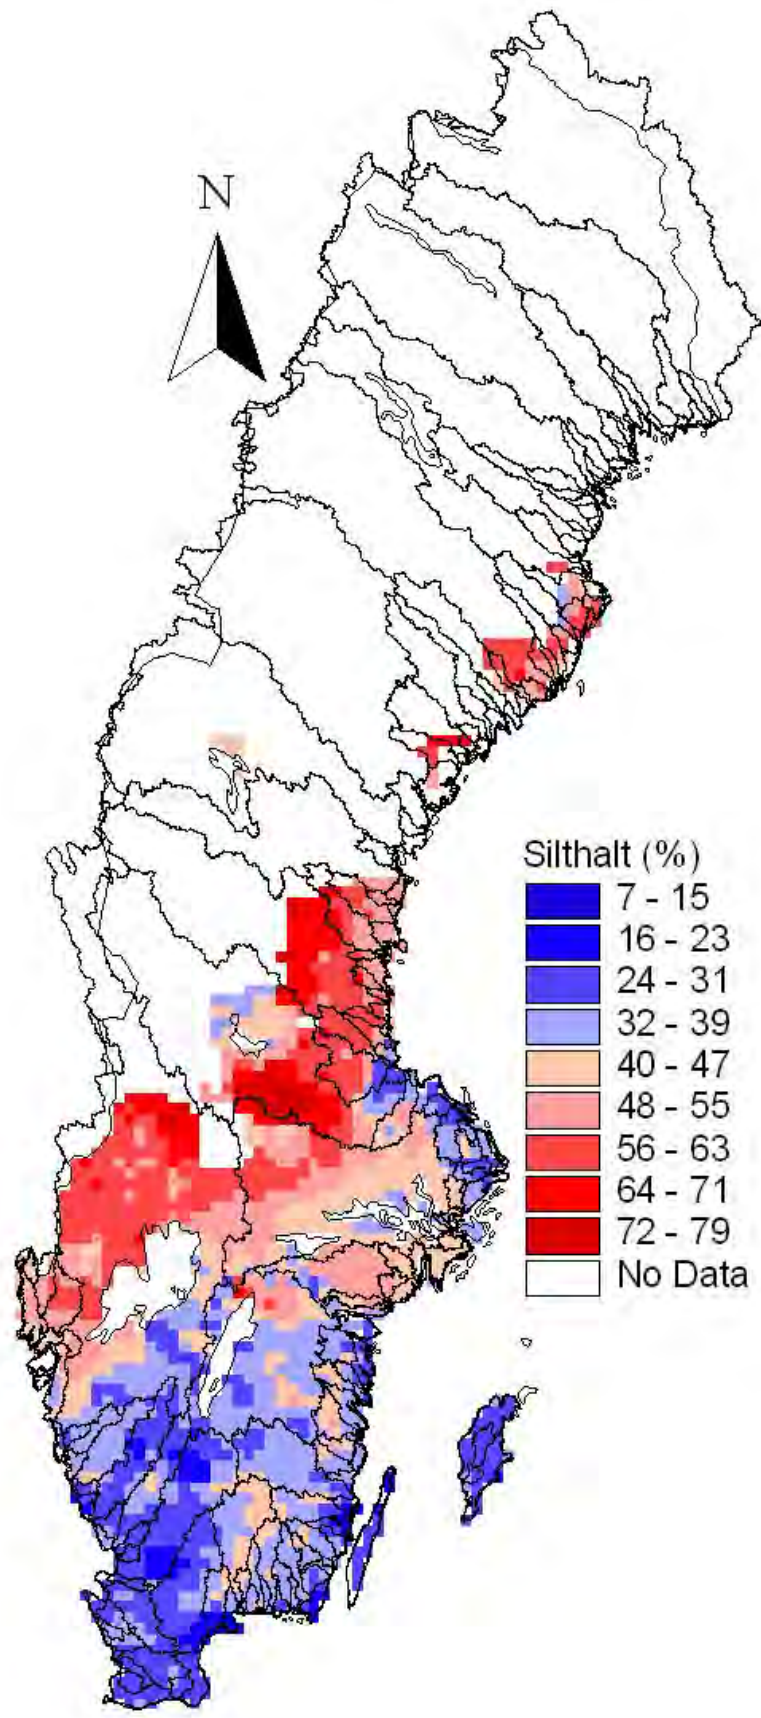 N
Silthalt (%)
7 - 15
16 - 23
24 - 31
32 - 39
40 - 47
48 - 55
56 - 63
64 - 71
72 - 79
No Data